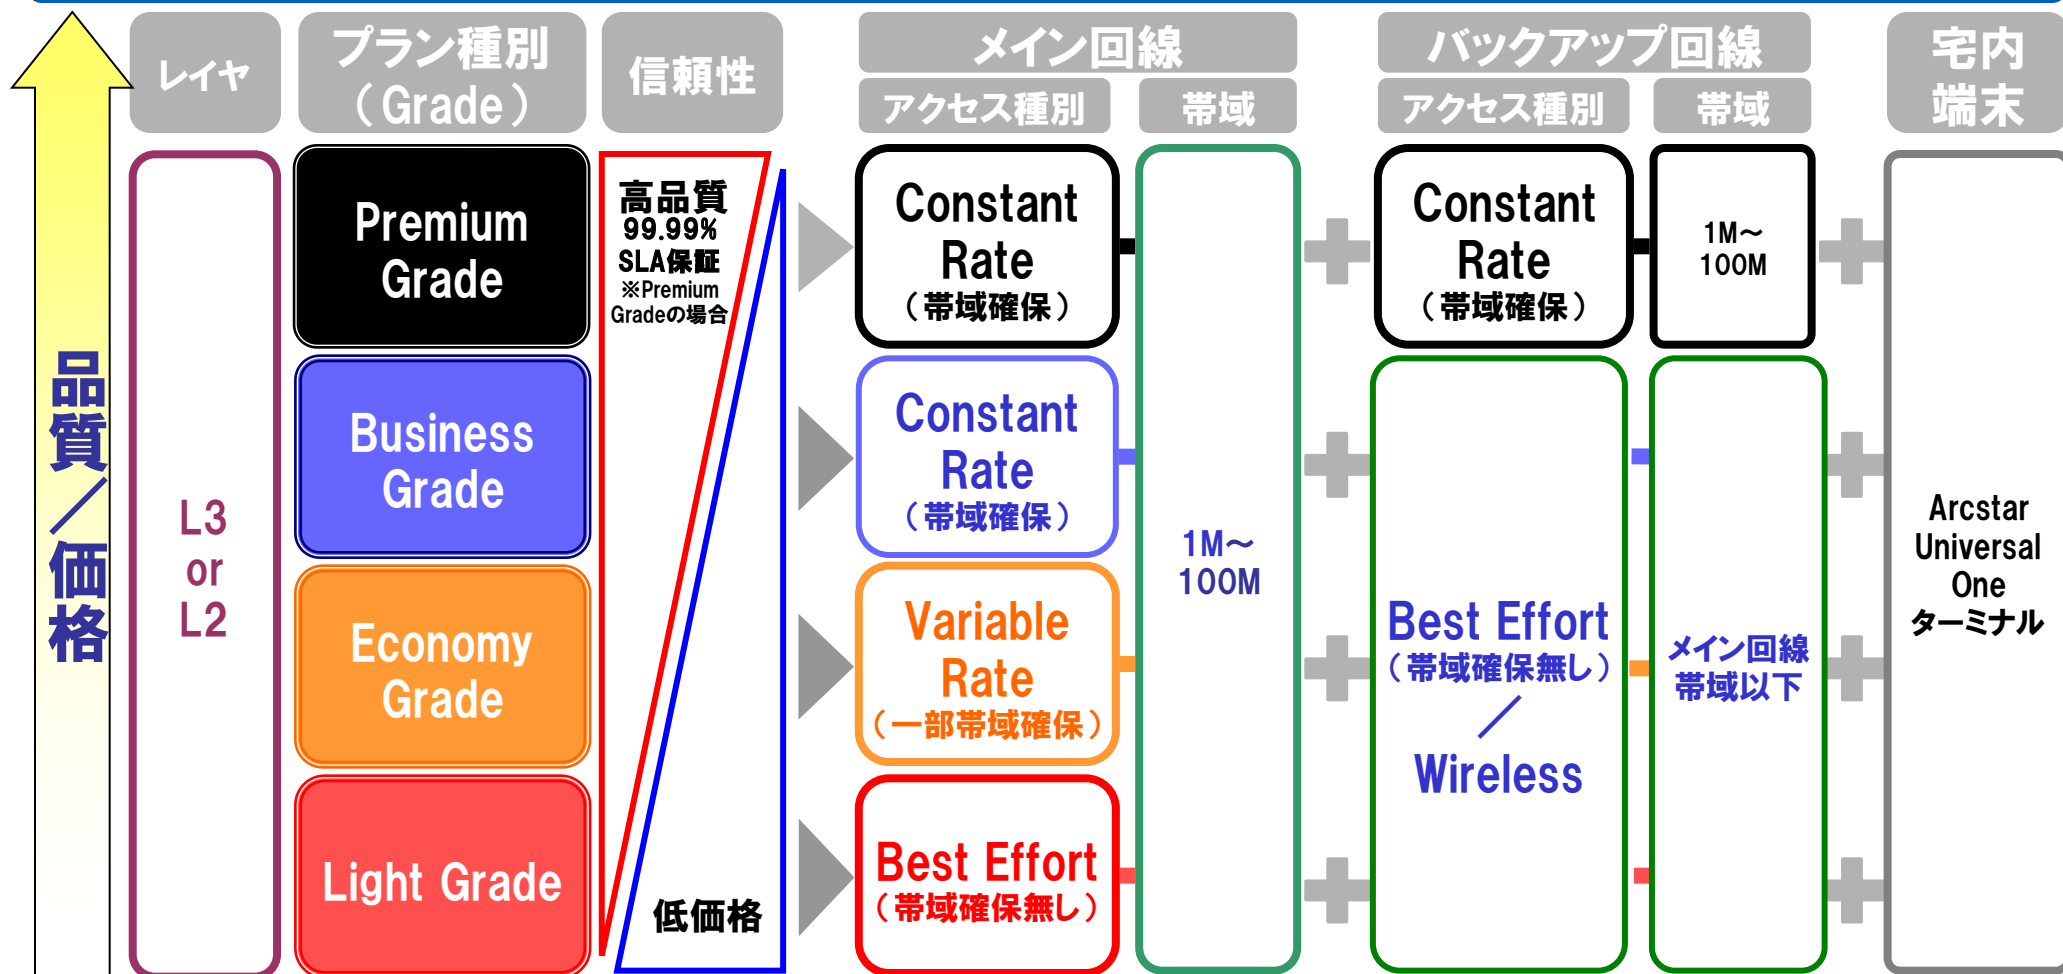 レイヤ
プラン種別
（Grade）
信頼性
メイン回線
アクセス種別
帯域
バックアップ回線
アクセス種別
帯域
宅内
端末
品質／価格
L3
or
L2
Premium
Grade
高品質
99.99%
SLA保証
※Premium
Gradeの場合
Constant
Rate
（帯域確保）
Constant
Rate
（帯域確保）
1M～
100M
Business
Grade
Constant
Rate
（帯域確保）
1M～
100M
Economy
Grade
Variable
Rate
（一部帯域確保）
Best Effort
（帯域確保無し）
／
Wireless
メイン回線
帯域以下
Arcstar
Universal
One
ターミナル
Light Grade
低価格
Best Effort
（帯域確保無し）